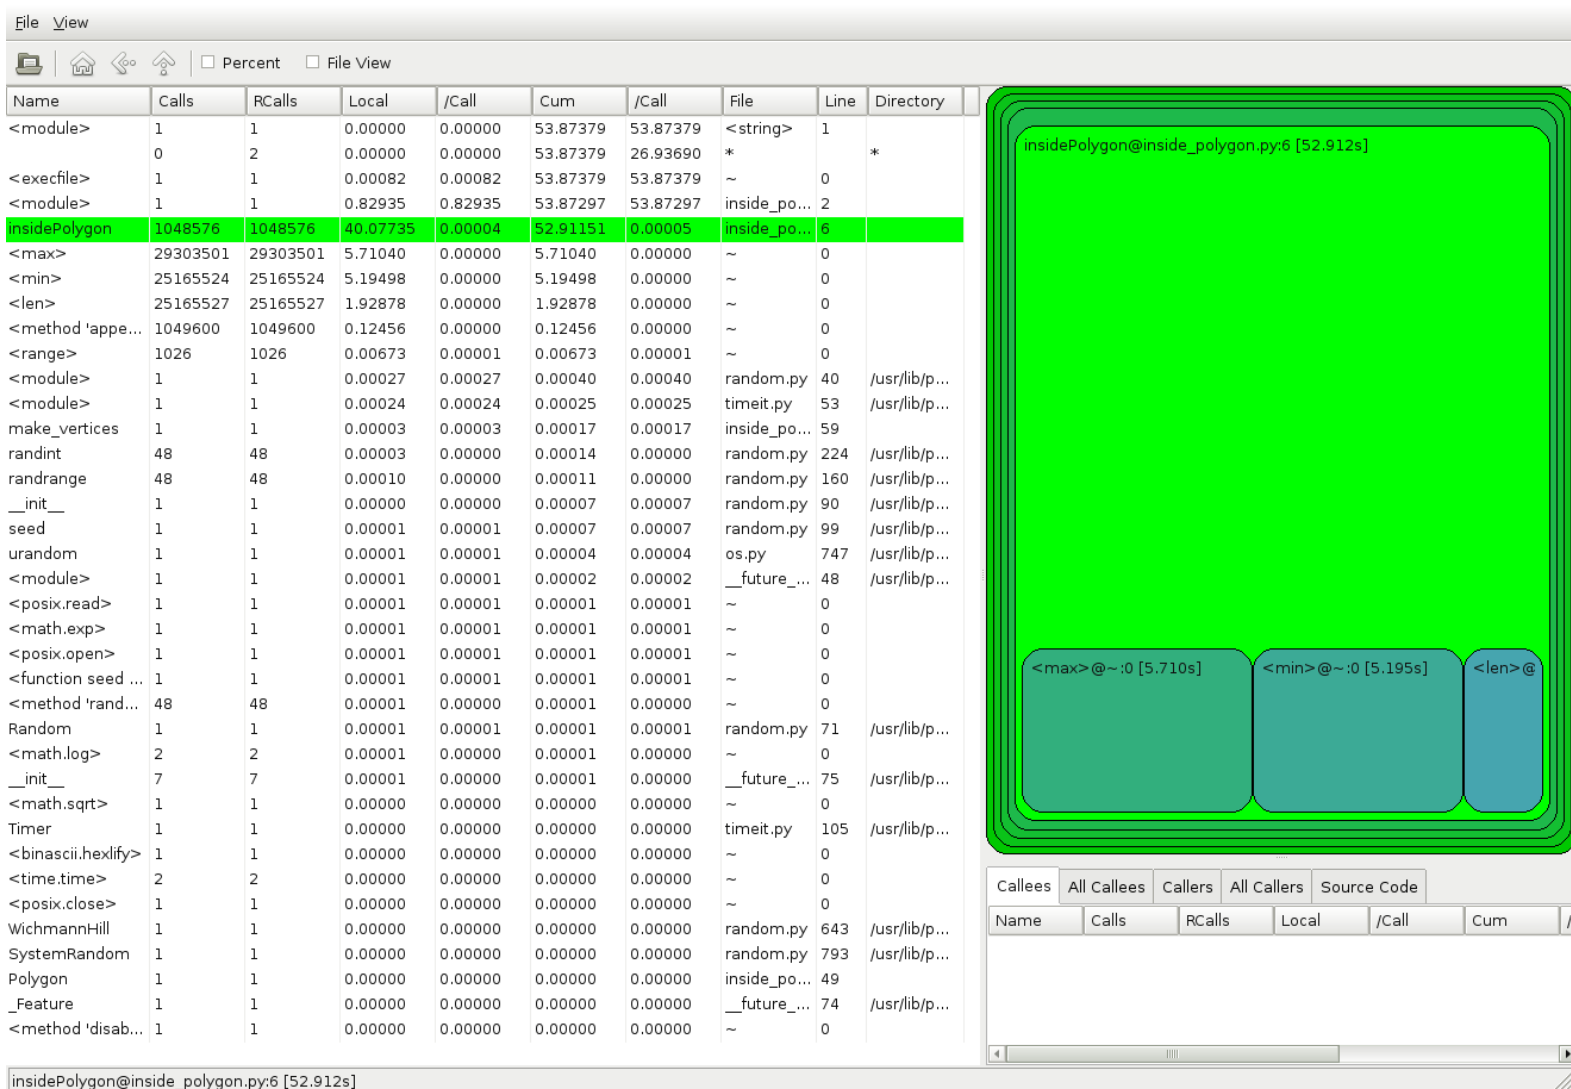 File View
Percent File View
Name Calls RCalls Local /Call Cum /Call File Line Directory
<module> 1 1 0.00000 0.00000 53.87379 53.87379 <string> 1
0 2 0.00000 0.00000 53.87379 26.93690 * *
<execfile> 1 1 0.00082 0.00082 53.87379 53.87379 ~ 0
<module> 1 1 0.82935 0.82935 53.87297 53.87297 inside_po... 2
insidePolygon 1048576 1048576 40.07735 0.00004 52.91151 0.00005 inside_po... 6
<max> 29303501 29303501 5.71040 0.00000 5.71040 0.00000 ~ 0
<min> 25165524 25165524 5.19498 0.00000 5.19498 0.00000 ~ 0
<len> 25165527 25165527 1.92878 0.00000 1.92878 0.00000 ~ 0
<method 'appe... 1049600 1049600 0.12456 0.00000 0.12456 0.00000 ~ 0
<range> 1026 1026 0.00673 0.00001 0.00673 0.00001 ~ 0
<module> 1 1 0.00027 0.00027 0.00040 0.00040 random.py 40 /usr/lib/p...
<module> 1 1 0.00024 0.00024 0.00025 0.00025 timeit.py 53 /usr/lib/p...
make_vertices 1 1 0.00003 0.00003 0.00017 0.00017 inside_po... 59
randint 48 48 0.00003 0.00000 0.00014 0.00000 random.py 224 /usr/lib/p...
randrange 48 48 0.00010 0.00000 0.00011 0.00000 random.py 160 /usr/lib/p...
__init__ 1 1 0.00000 0.00000 0.00007 0.00007 random.py 90 /usr/lib/p...
seed 1 1 0.00001 0.00001 0.00007 0.00007 random.py 99 /usr/lib/p...
urandom 1 1 0.00001 0.00001 0.00004 0.00004 os.py 747 /usr/lib/p...
<module> 1 1 0.00001 0.00001 0.00002 0.00002 __future_... 48 /usr/lib/p...
<posix.read> 1 1 0.00001 0.00001 0.00001 0.00001 ~ 0
<math.exp> 1 1 0.00001 0.00001 0.00001 0.00001 ~ 0
<posix.open> 1 1 0.00001 0.00001 0.00001 0.00001 ~ 0
<function seed ... 1 1 0.00001 0.00001 0.00001 0.00001 ~ 0
<method 'rand... 48 48 0.00001 0.00000 0.00001 0.00000 ~ 0
Random 1 1 0.00001 0.00001 0.00001 0.00001 random.py 71 /usr/lib/p...
<math.log> 2 2 0.00001 0.00000 0.00001 0.00000 ~ 0
__init__ 7 7 0.00001 0.00000 0.00001 0.00000 __future_... 75 /usr/lib/p...
<math.sqrt> 1 1 0.00000 0.00000 0.00000 0.00000 ~ 0
Timer 1 1 0.00000 0.00000 0.00000 0.00000 timeit.py 105 /usr/lib/p...
<binascii.hexlify> 1 1 0.00000 0.00000 0.00000 0.00000 ~ 0
<time.time> 2 2 0.00000 0.00000 0.00000 0.00000 ~ 0
<posix.close> 1 1 0.00000 0.00000 0.00000 0.00000 ~ 0
WichmannHill 1 1 0.00000 0.00000 0.00000 0.00000 random.py 643 /usr/lib/p...
SystemRandom 1 1 0.00000 0.00000 0.00000 0.00000 random.py 793 /usr/lib/p...
Polygon 1 1 0.00000 0.00000 0.00000 0.00000 inside_po... 49
_Feature 1 1 0.00000 0.00000 0.00000 0.00000 __future_... 74 /usr/lib/p...
<method 'disab... 1 1 0.00000 0.00000 0.00000 0.00000 ~ 0
insidePolygon@inside_polygon.py:6 [52.912s]
<max>@~:0 [5.710s] <min>@~:0 [5.195s] <len>@
Callees All Callees Callers All Callers Source Code
Name Calls RCalls Local /Call Cum /
insidePolygon@inside_polygon.py:6 [52.912s]